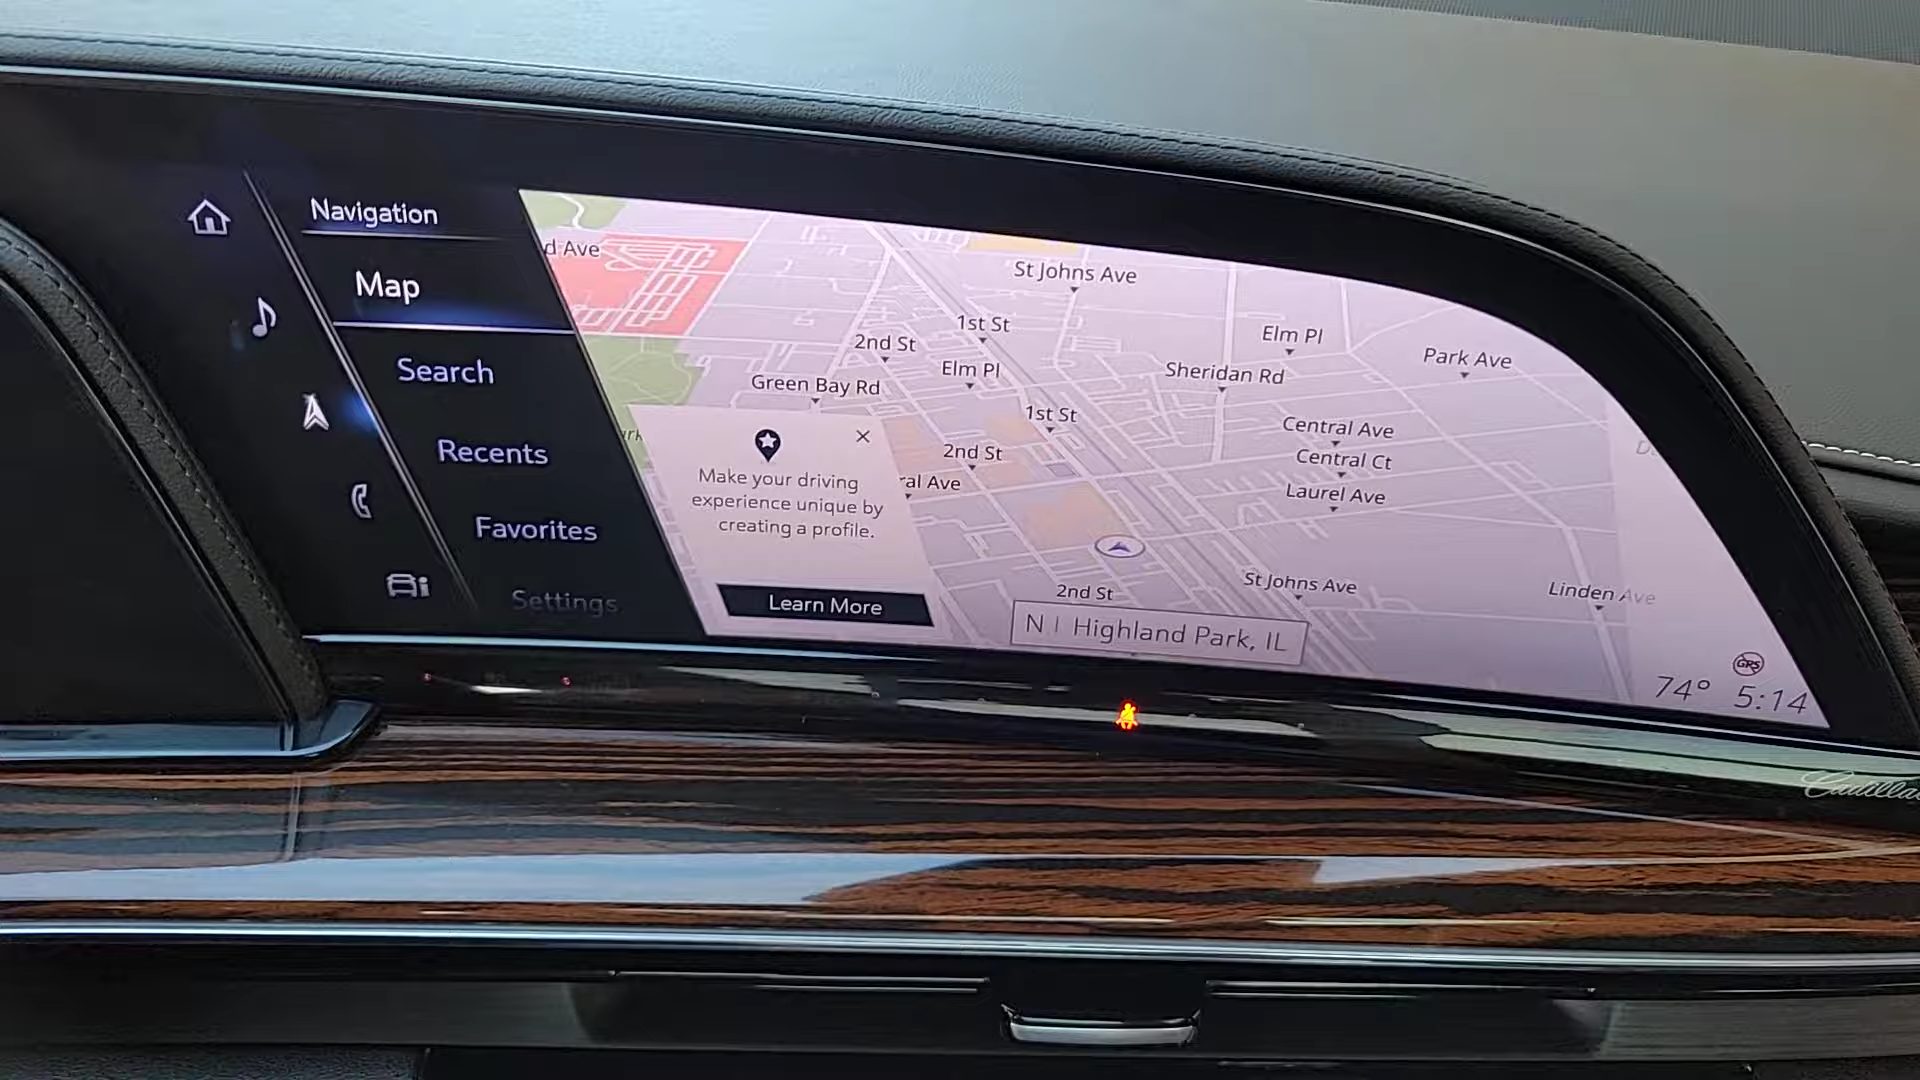 Navigation
Map
Search
Recents
Favorites
Settings
d Ave
St Johns Ave
1st St
2nd St
Elm Pl
Elm Pl
Park Ave
Sheridan Rd
Green Bay Rd
1st St
Central Ave
2nd St
Central Ct
ral Ave
Laurel Ave
Make your driving
experience unique by
creating a profile.
Learn More
St Johns Ave
2nd St
Linden Ave
N | Highland Park, IL
GPS
74° 5:14
Cadillac